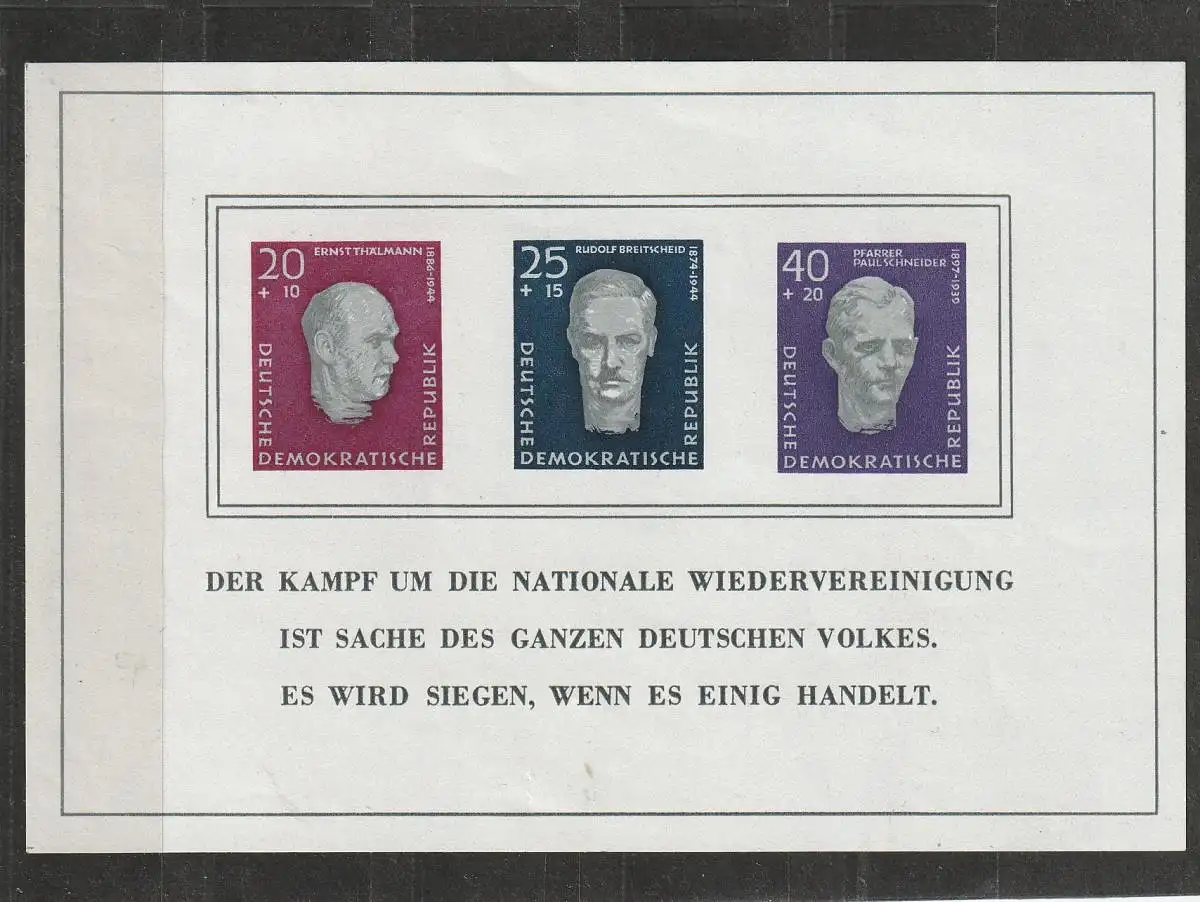 20
+ 10
ERNST THÄLMANN
1886-1944
DEUTSCHE
DEMOKRATISCHE
REPUBLIK
25
+ 15
RUDOLF BREITSCHEID
1874-1944
DEUTSCHE
DEMOKRATISCHE
REPUBLIK
40
+ 20
PFARRER
PAUL SCHNEIDER
1897-1939
DEUTSCHE
DEMOKRATISCHE
REPUBLIK
DER KAMPF UM DIE NATIONALE WIEDERVEREINIGUNG
IST SACHE DES GANZEN DEUTSCHEN VOLKES.
ES WIRD SIEGEN, WENN ES EINIG HANDELT.